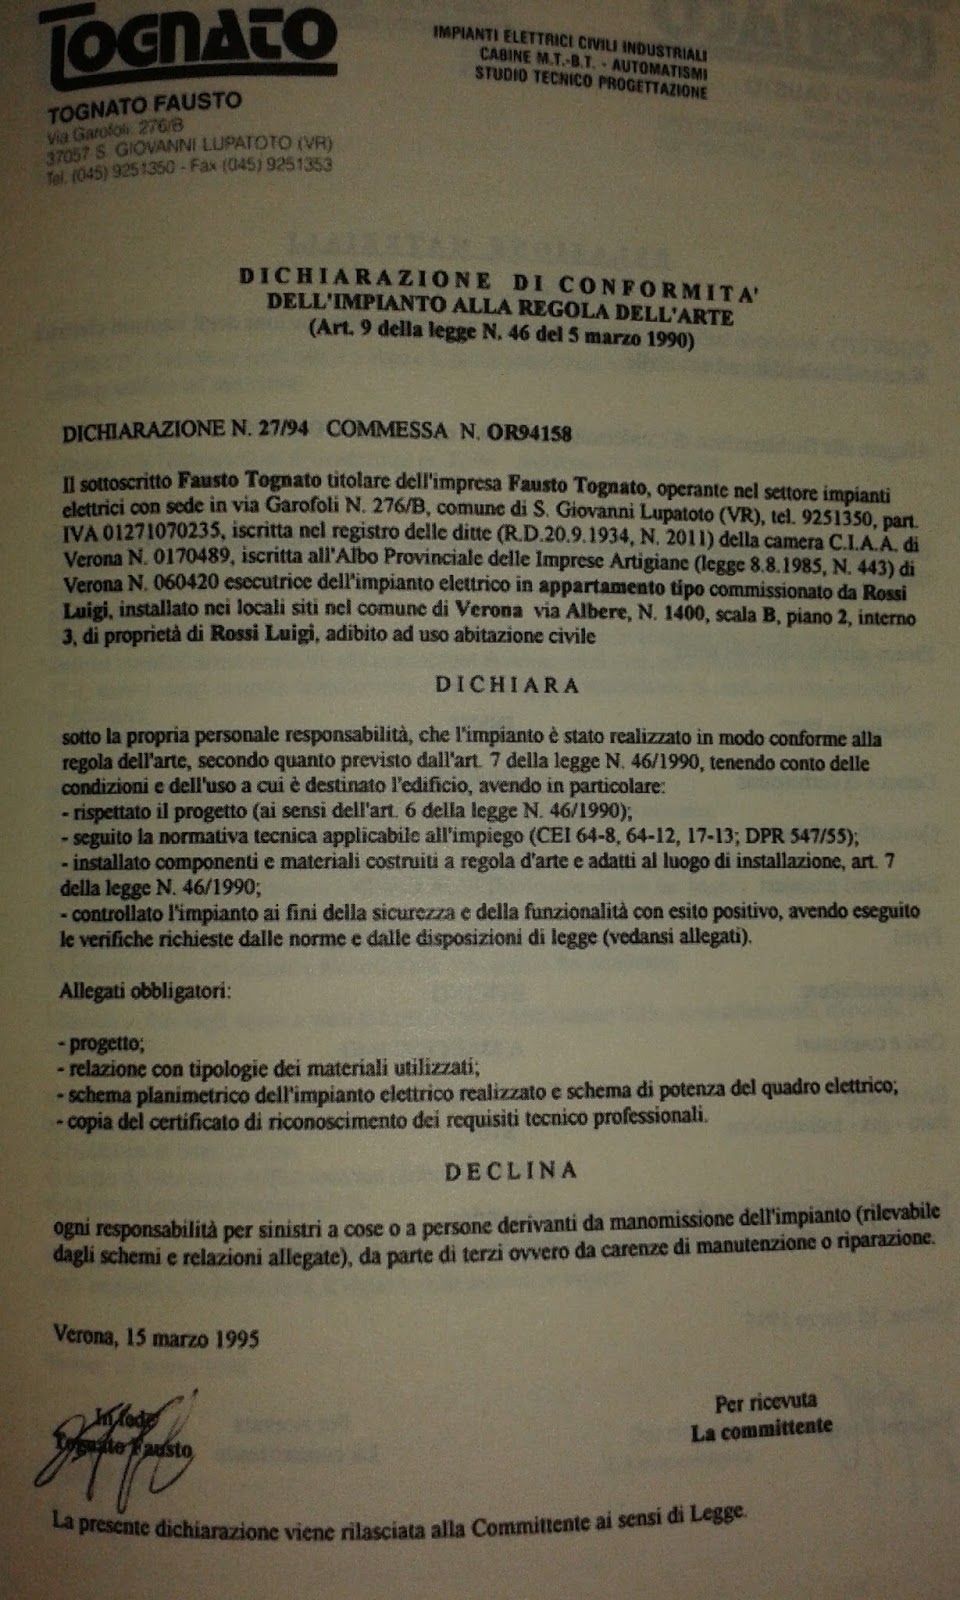 TOGNATO
IMPIANTI ELETTRICI CIVILI INDUSTRIALI
CABINE M.T.-B.T. - AUTOMATISMI
STUDIO TECNICO PROGETTAZIONE
TOGNATO FAUSTO
Via Garofoli 276/B
37057 S. GIOVANNI LUPATOTO (VR)
Tel. (045) 9251350 - Fax (045) 9251353
DICHIARAZIONE DI CONFORMITA'
DELL'IMPIANTO ALLA REGOLA DELL'ARTE
(Art. 9 della legge N. 46 del 5 marzo 1990)
DICHIARAZIONE N. 27/94 COMMESSA N. OR94158
Il sottoscritto Fausto Tognato titolare dell'impresa Fausto Tognato, operante nel settore impianti
elettrici con sede in via Garofoli N. 276/B, comune di S. Giovanni Lupatoto (VR), tel. 9251350, part.
IVA 01271070235, iscritta nel registro delle ditte (R.D.20.9.1934, N. 2011) della camera C.I.A.A. di
Verona N. 0170489, iscritta all'Albo Provinciale delle Imprese Artigiane (legge 8.8.1985, N. 443) di
Verona N. 060420 esecutrice dell'impianto elettrico in appartamento tipo commissionato da Rossi
Luigi, installato nei locali siti nel comune di Verona via Albere, N. 1400, scala B, piano 2, interno
3, di proprietà di Rossi Luigi, adibito ad uso abitazione civile
DICHIARA
sotto la propria personale responsabilità, che l'impianto è stato realizzato in modo conforme alla
regola dell'arte, secondo quanto previsto dall'art. 7 della legge N. 46/1990, tenendo conto delle
condizioni e dell'uso a cui è destinato l'edificio, avendo in particolare:
- rispettato il progetto (ai sensi dell'art. 6 della legge N. 46/1990);
- seguito la normativa tecnica applicabile all'impiego (CEI 64-8, 64-12, 17-13; DPR 547/55);
- installato componenti e materiali costruiti a regola d'arte e adatti al luogo di installazione, art. 7
della legge N. 46/1990;
- controllato l'impianto ai fini della sicurezza e della funzionalità con esito positivo, avendo eseguito
le verifiche richieste dalle norme e dalle disposizioni di legge (vedansi allegati).
Allegati obbligatori:
- progetto;
- relazione con tipologie dei materiali utilizzati;
- schema planimetrico dell'impianto elettrico realizzato e schema di potenza del quadro elettrico;
- copia del certificato di riconoscimento dei requisiti tecnico professionali.
DECLINA
ogni responsabilità per sinistri a cose o a persone derivanti da manomissione dell'impianto (rilevabile
dagli schemi e relazioni allegate), da parte di terzi ovvero da carenze di manutenzione o riparazione.
Verona, 15 marzo 1995
In fede
Tognato Fausto
Per ricevuta
La committente
La presente dichiarazione viene rilasciata alla Committente ai sensi di Legge.